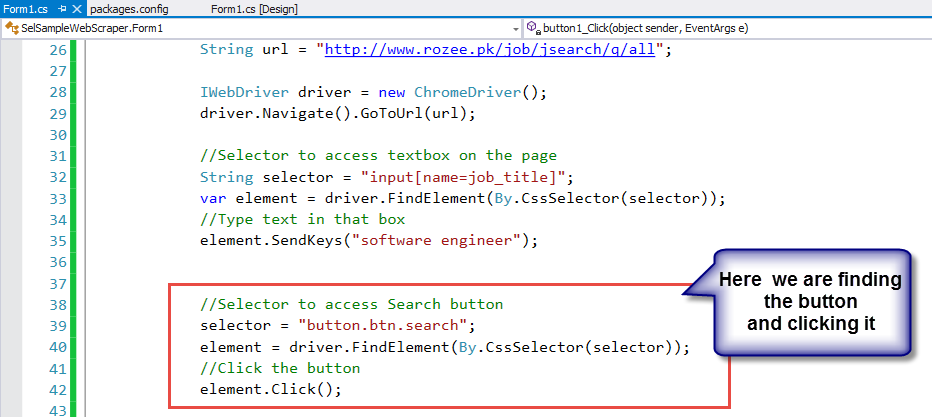 Form1.cs packages.config Form1.cs [Design]
SelSampleWebScraper.Form1 button1_Click(object sender, EventArgs e)
26 String url = "http://www.rozee.pk/job/jsearch/q/all";
27
28 IWebDriver driver = new ChromeDriver();
29 driver.Navigate().GoToUrl(url);
30
31 //Selector to access textbox on the page
32 String selector = "input[name=job_title]";
33 var element = driver.FindElement(By.CssSelector(selector));
34 //Type text in that box
35 element.SendKeys("software engineer");
36
37
38 //Selector to access Search button
39 selector = "button.btn.search";
40 element = driver.FindElement(By.CssSelector(selector));
41 //Click the button
42 element.Click();
43
Here we are finding
the button
and clicking it